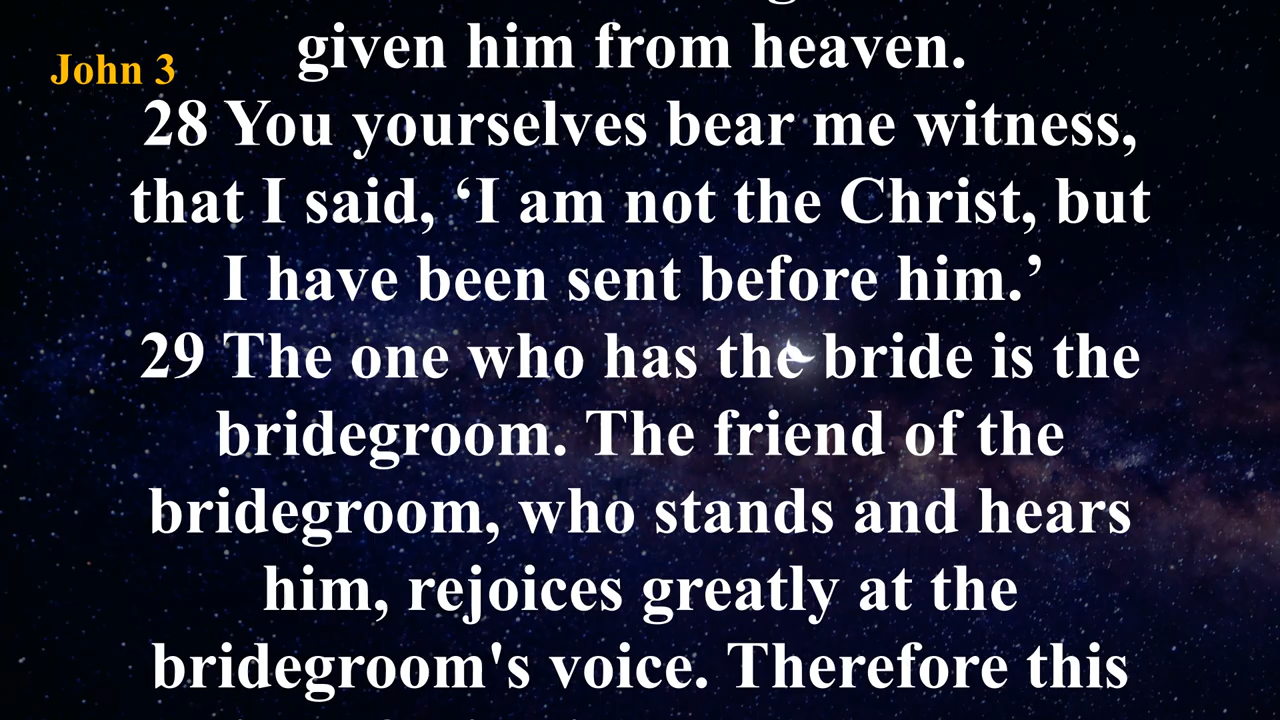 John 3
given him from heaven.
28 You yourselves bear me witness,
that I said, ‘I am not the Christ, but
I have been sent before him.’
29 The one who has the bride is the
bridegroom. The friend of the
bridegroom, who stands and hears
him, rejoices greatly at the
bridegroom's voice. Therefore this